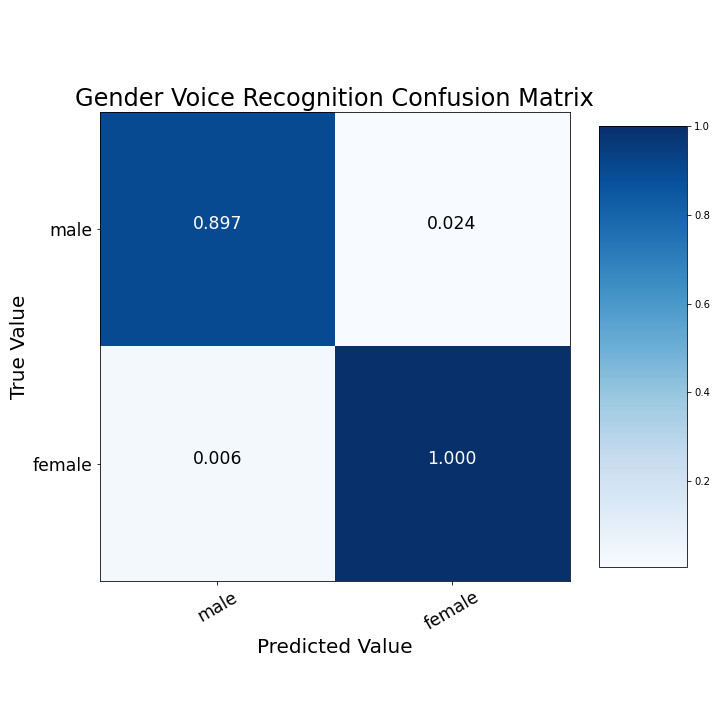 Gender Voice Recognition Confusion Matrix
1.0
0.8
0.6
0.4
0.2
True Value
male
0.897
0.024
female
0.006
1.000
male
female
Predicted Value